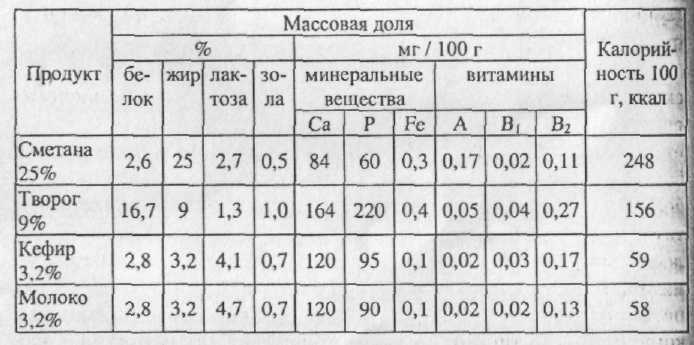 Массовая доля
% мг / 100 г Калорий-
Продукт бе- жир лак- зо- минеральные витамины ность 100
лок тоза ла вещества г, ккал
Ca P Fe A B₁ B₂
Сметана
25% 2,6 25 2,7 0,5 84 60 0,3 0,17 0,02 0,11 248
Творог
9% 16,7 9 1,3 1,0 164 220 0,4 0,05 0,04 0,27 156
Кефир
3,2% 2,8 3,2 4,1 0,7 120 95 0,1 0,02 0,03 0,17 59
Молоко
3,2% 2,8 3,2 4,7 0,7 120 90 0,1 0,02 0,02 0,13 58